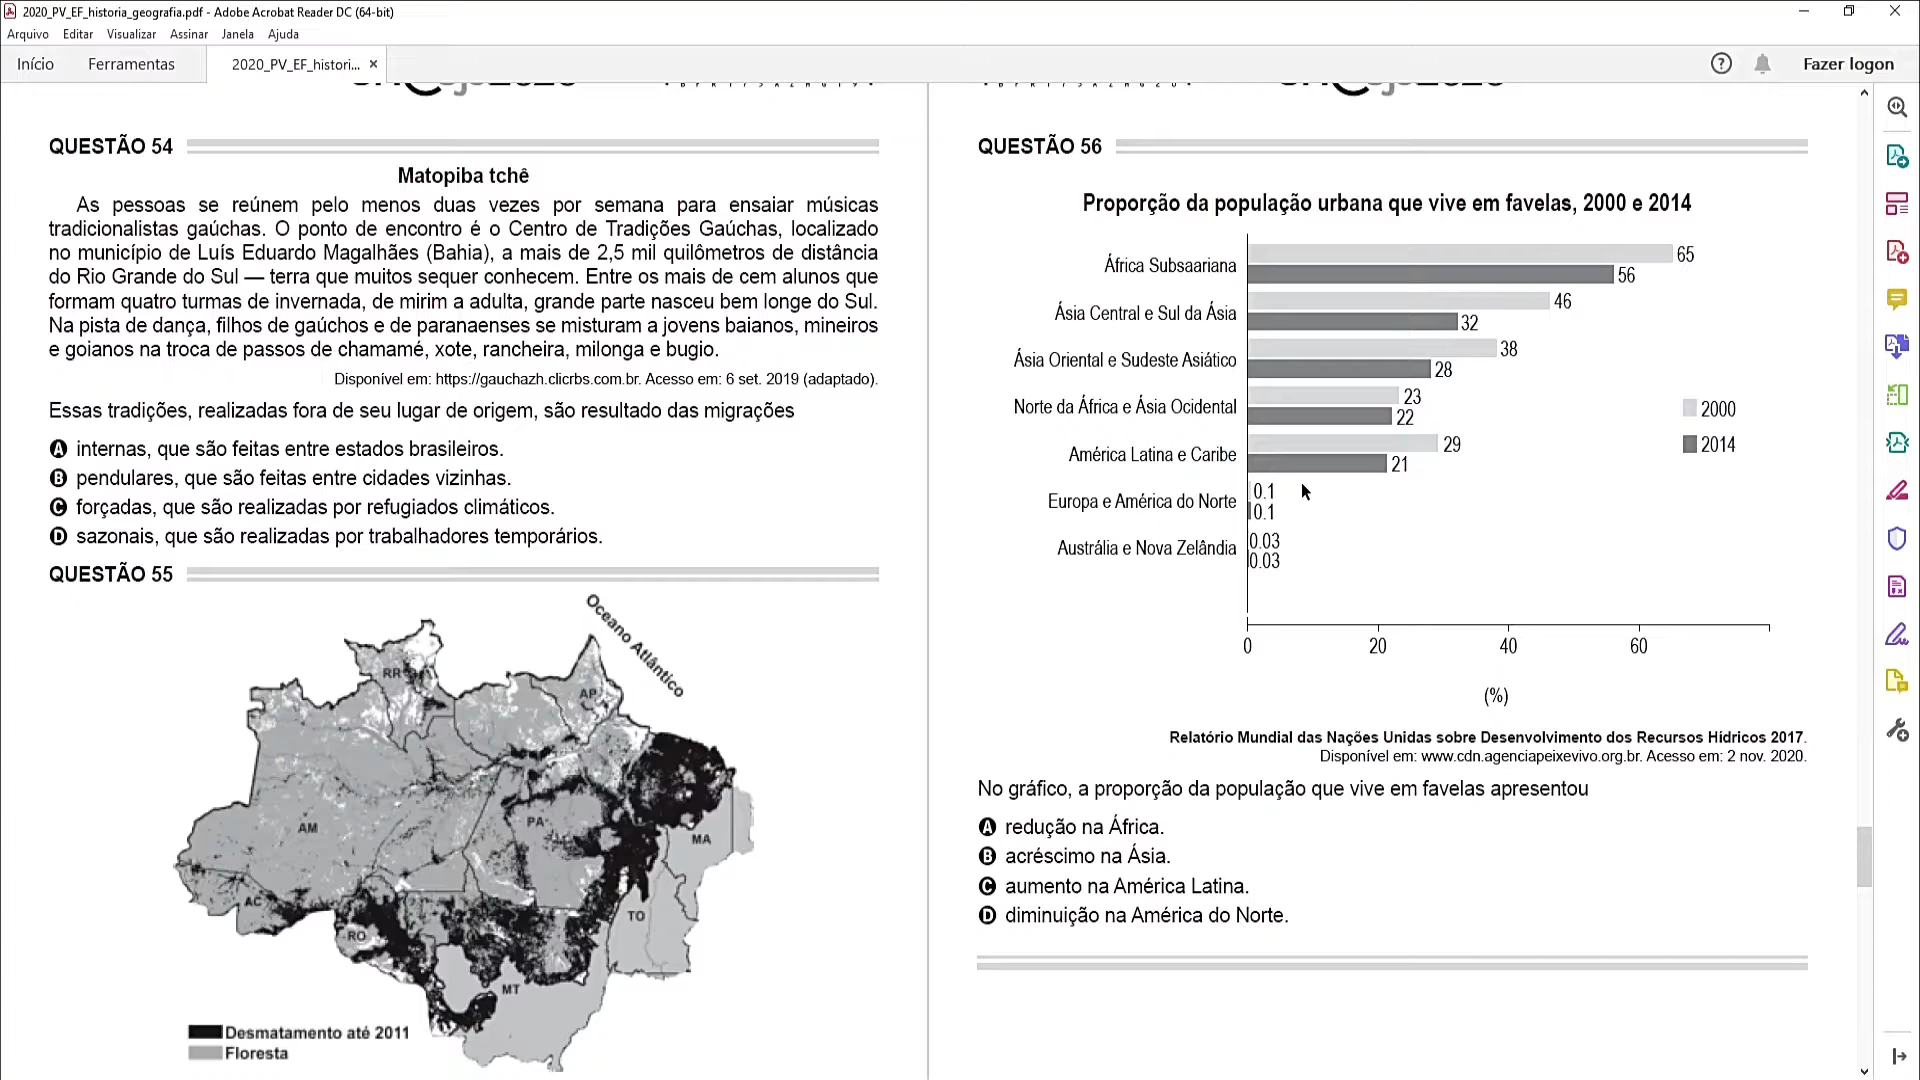 2020_PV_EF_historia_geografia.pdf - Adobe Acrobat Reader DC (64-bit)
Arquivo Editar Visualizar Assinar Janela Ajuda
Início Ferramentas 2020_PV_EF_histori... × Fazer logon
QUESTÃO 54
Matopiba tchê
As pessoas se reúnem pelo menos duas vezes por semana para ensaiar músicas
tradicionalistas gaúchas. O ponto de encontro é o Centro de Tradições Gaúchas, localizado
no município de Luís Eduardo Magalhães (Bahia), a mais de 2,5 mil quilômetros de distância
do Rio Grande do Sul — terra que muitos sequer conhecem. Entre os mais de cem alunos que
formam quatro turmas de invernada, de mirim a adulta, grande parte nasceu bem longe do Sul.
Na pista de dança, filhos de gaúchos e de paranaenses se misturam a jovens baianos, mineiros
e goianos na troca de passos de chamamé, xote, rancheira, milonga e bugio.
Disponível em: https://gauchazh.clicrbs.com.br. Acesso em: 6 set. 2019 (adaptado).
Essas tradições, realizadas fora de seu lugar de origem, são resultado das migrações
A internas, que são feitas entre estados brasileiros.
B pendulares, que são feitas entre cidades vizinhas.
C forçadas, que são realizadas por refugiados climáticos.
D sazonais, que são realizadas por trabalhadores temporários.
QUESTÃO 55
Oceano Atlântico
RR
AP
AM
PA
MA
AC
RO
TO
MT
Desmatamento até 2011
Floresta
QUESTÃO 56
Proporção da população urbana que vive em favelas, 2000 e 2014
África Subsaariana 65
56
Ásia Central e Sul da Ásia 46
32
Ásia Oriental e Sudeste Asiático 38
28
Norte da África e Ásia Ocidental 23
22
América Latina e Caribe 29
21
Europa e América do Norte 0.1
0.1
Austrália e Nova Zelândia 0.03
0.03
2000
2014
0 20 40 60
(%)
Relatório Mundial das Nações Unidas sobre Desenvolvimento dos Recursos Hídricos 2017.
Disponível em: www.cdn.agenciapeixevivo.org.br. Acesso em: 2 nov. 2020.
No gráfico, a proporção da população que vive em favelas apresentou
A redução na África.
B acréscimo na Ásia.
C aumento na América Latina.
D diminuição na América do Norte.